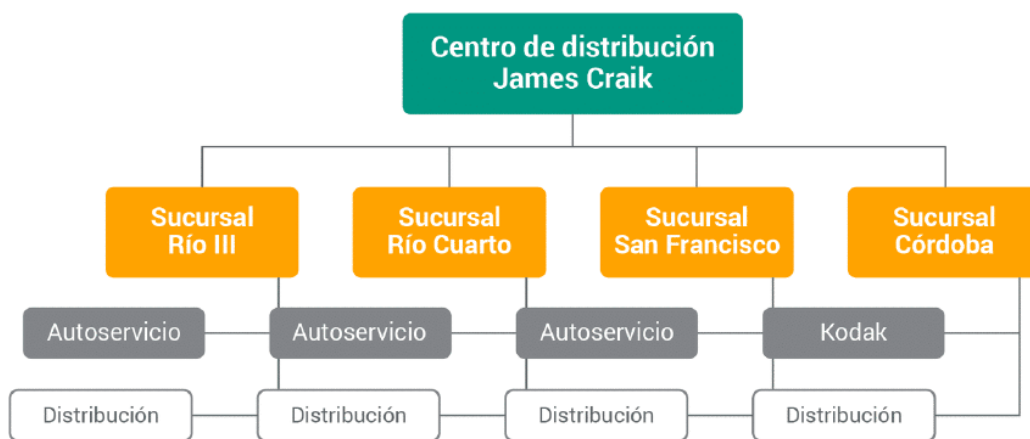 Centro de distribución
James Craik
Sucursal
Río III
Sucursal
Río Cuarto
Sucursal
San Francisco
Sucursal
Córdoba
Autoservicio
Autoservicio
Autoservicio
Kodak
Distribución
Distribución
Distribución
Distribución